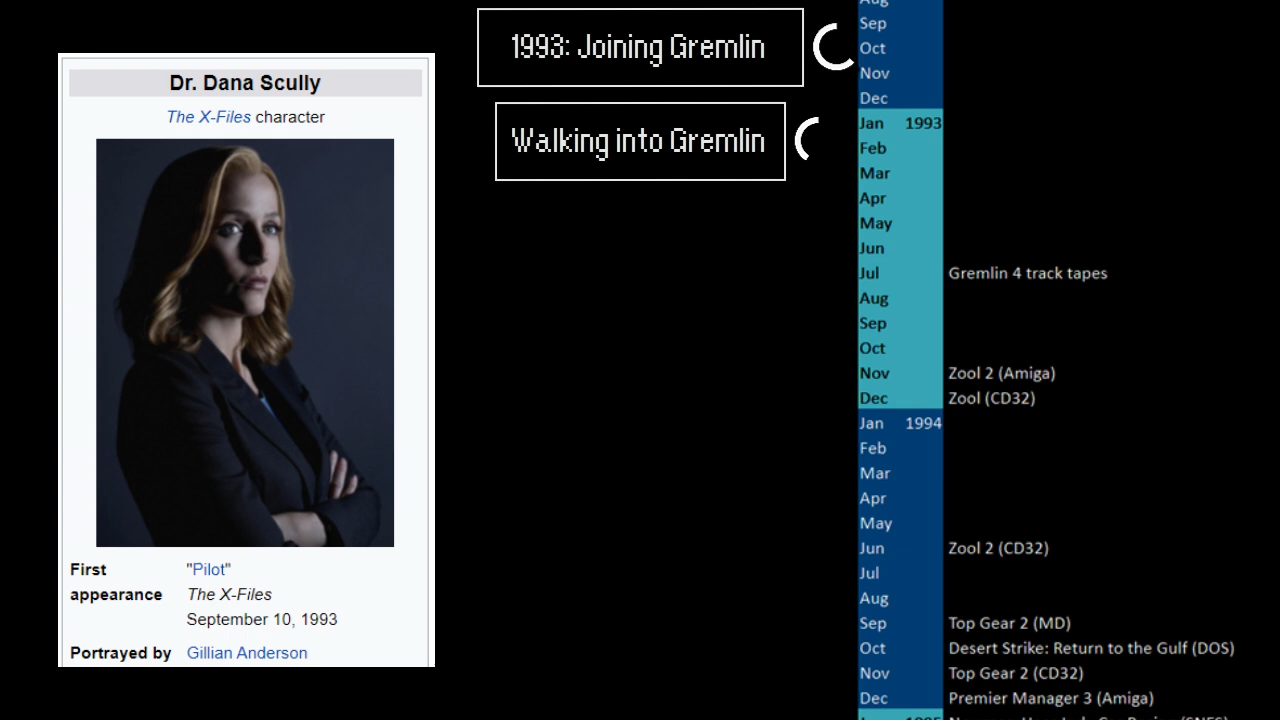 Dr. Dana Scully
The X-Files character
First appearance
"Pilot"
The X-Files
September 10, 1993
Portrayed by Gillian Anderson
1993: Joining Gremlin
Walking into Gremlin
Aug
Sep
Oct
Nov
Dec
Jan 1993
Feb
Mar
Apr
May
Jun
Jul Gremlin 4 track tapes
Aug
Sep
Oct
Nov Zool 2 (Amiga)
Dec Zool (CD32)
Jan 1994
Feb
Mar
Apr
May
Jun Zool 2 (CD32)
Jul
Aug
Sep Top Gear 2 (MD)
Oct Desert Strike: Return to the Gulf (DOS)
Nov Top Gear 2 (CD32)
Dec Premier Manager 3 (Amiga)